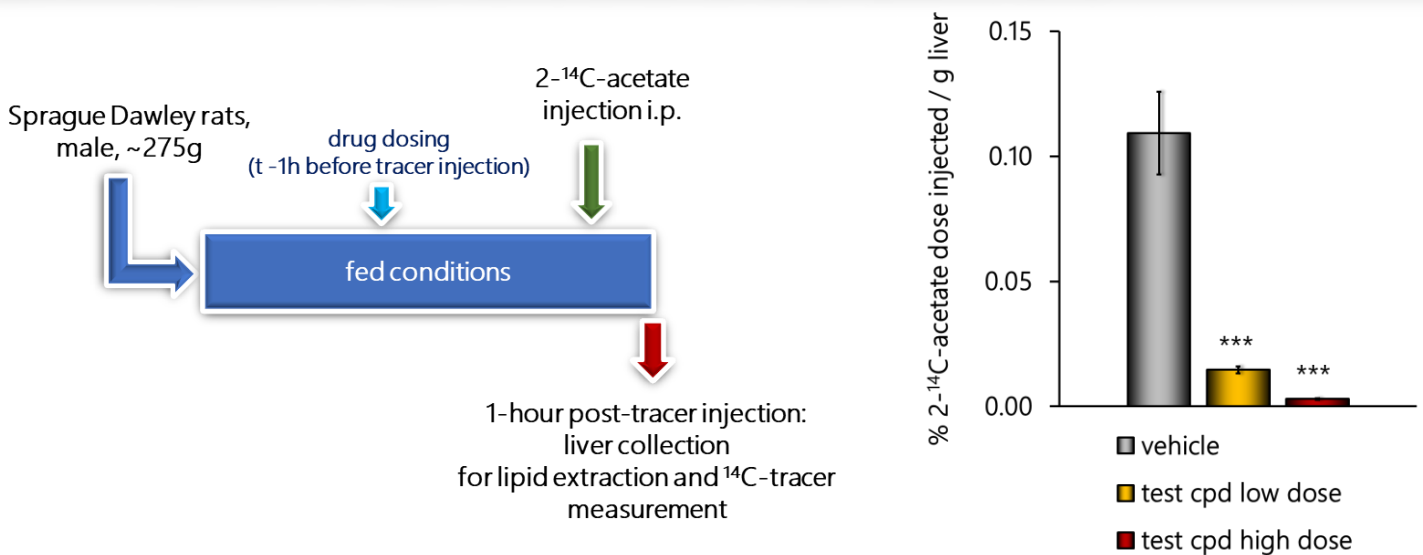 Sprague Dawley rats,
male, ~275g
drug dosing
(t -1h before tracer injection)
2-¹⁴C-acetate
injection i.p.
fed conditions
1-hour post-tracer injection:
liver collection
for lipid extraction and ¹⁴C-tracer
measurement
% 2-¹⁴C-acetate dose injected / g liver
0.15
0.10
0.05
0.00
***
***
vehicle
test cpd low dose
test cpd high dose